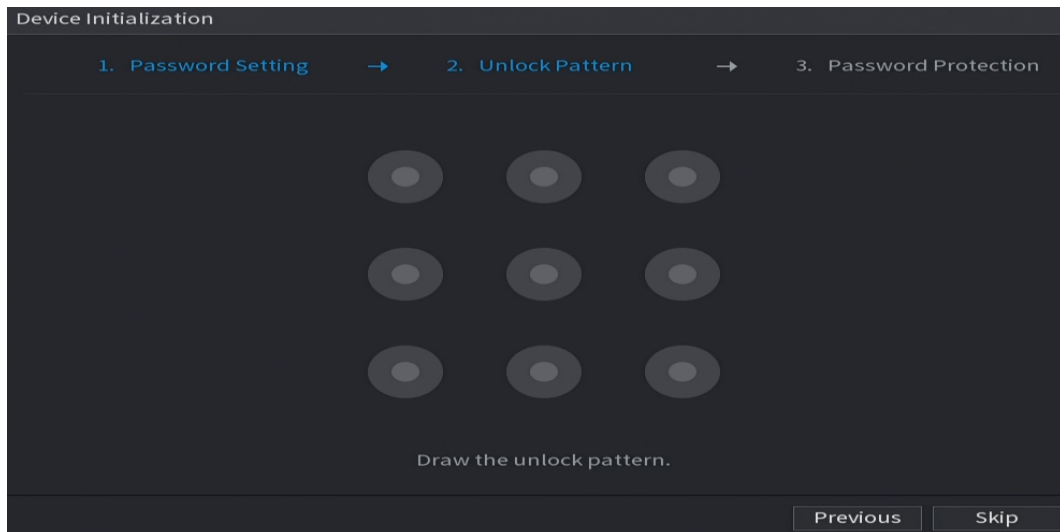 Device Initialization
1. Password Setting → 2. Unlock Pattern → 3. Password Protection
Draw the unlock pattern.
Previous Skip